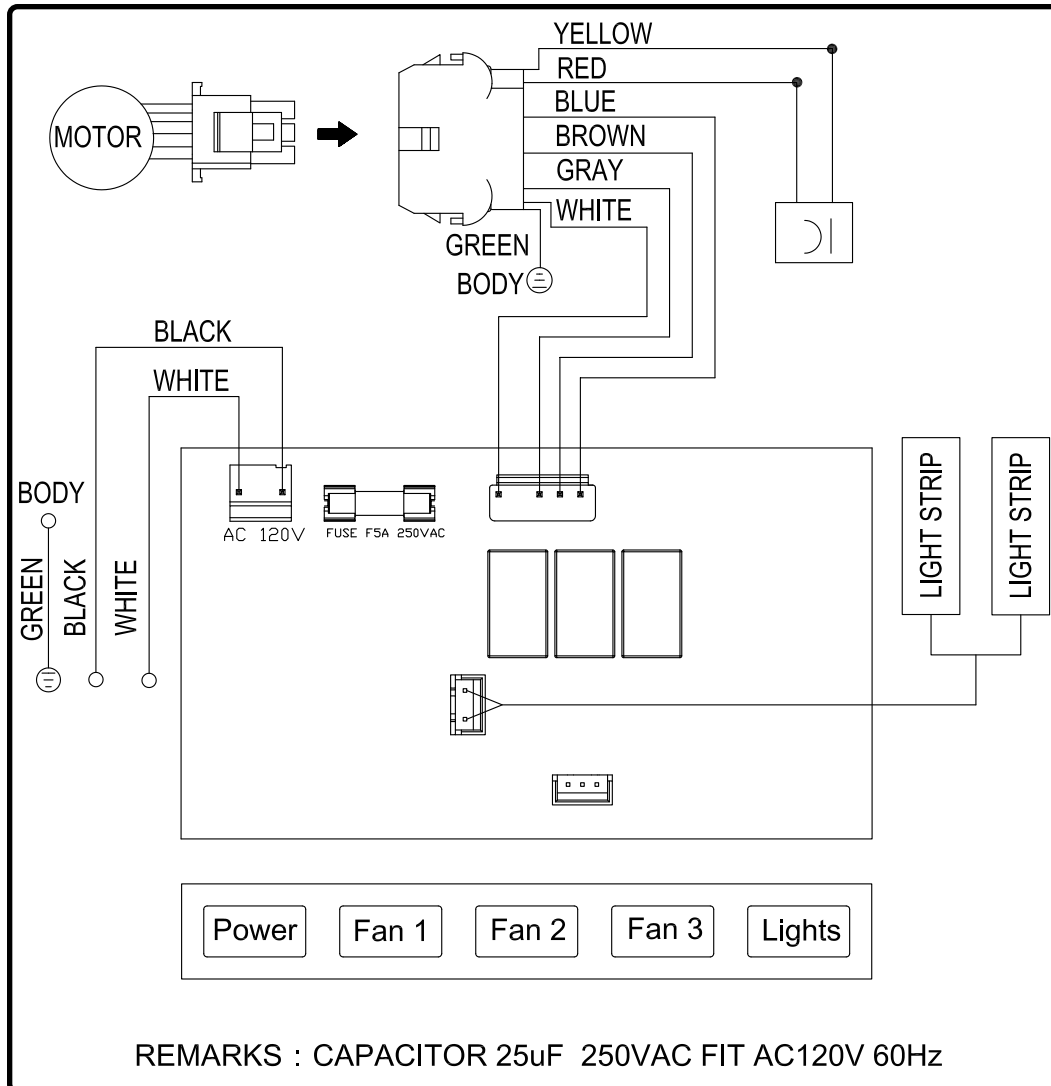 YELLOW
RED
BLUE
BROWN
GRAY
WHITE
MOTOR
GREEN
BODY
BLACK
WHITE
BODY
GREEN
BLACK
WHITE
AC 120V
FUSE F5A 250VAC
LIGHT STRIP
LIGHT STRIP
Power
Fan 1
Fan 2
Fan 3
Lights
REMARKS : CAPACITOR 25uF 250VAC FIT AC120V 60Hz